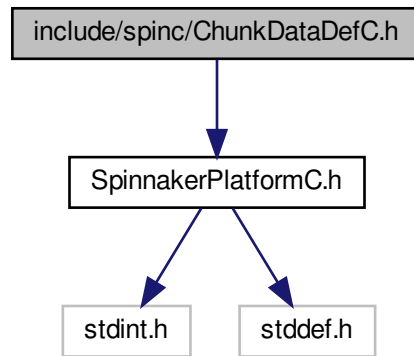 include/spinc/ChunkDataDefC.h
SpinnakerPlatformC.h
stdint.h
stddef.h